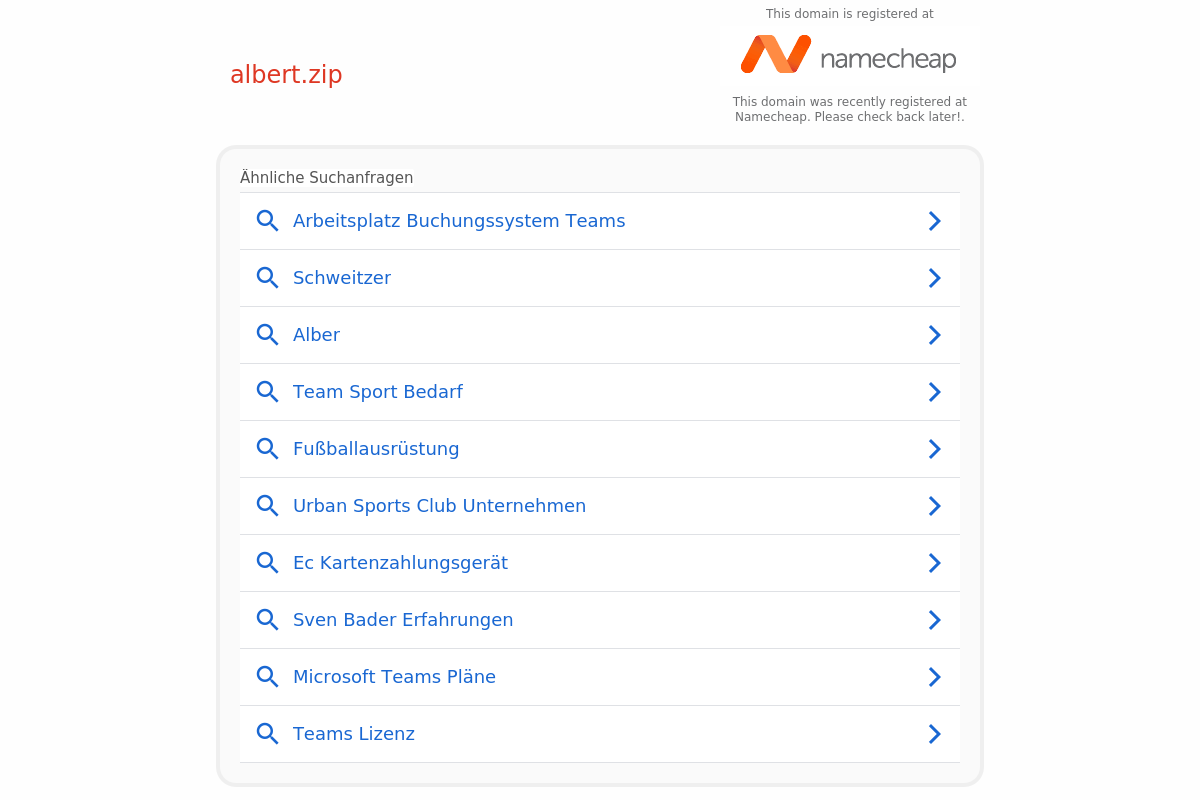 This domain is registered at
namecheap
albert.zip
This domain was recently registered at
Namecheap. Please check back later!.
Ähnliche Suchanfragen
Arbeitsplatz Buchungssystem Teams
Schweitzer
Alber
Team Sport Bedarf
Fußballausrüstung
Urban Sports Club Unternehmen
Ec Kartenzahlungsgerät
Sven Bader Erfahrungen
Microsoft Teams Pläne
Teams Lizenz